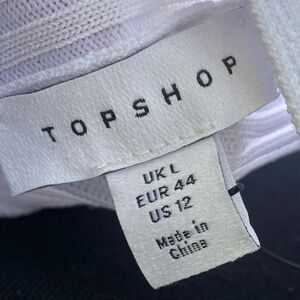 TOPSHOP
UK L
EUR 44
US 12
Made in
China